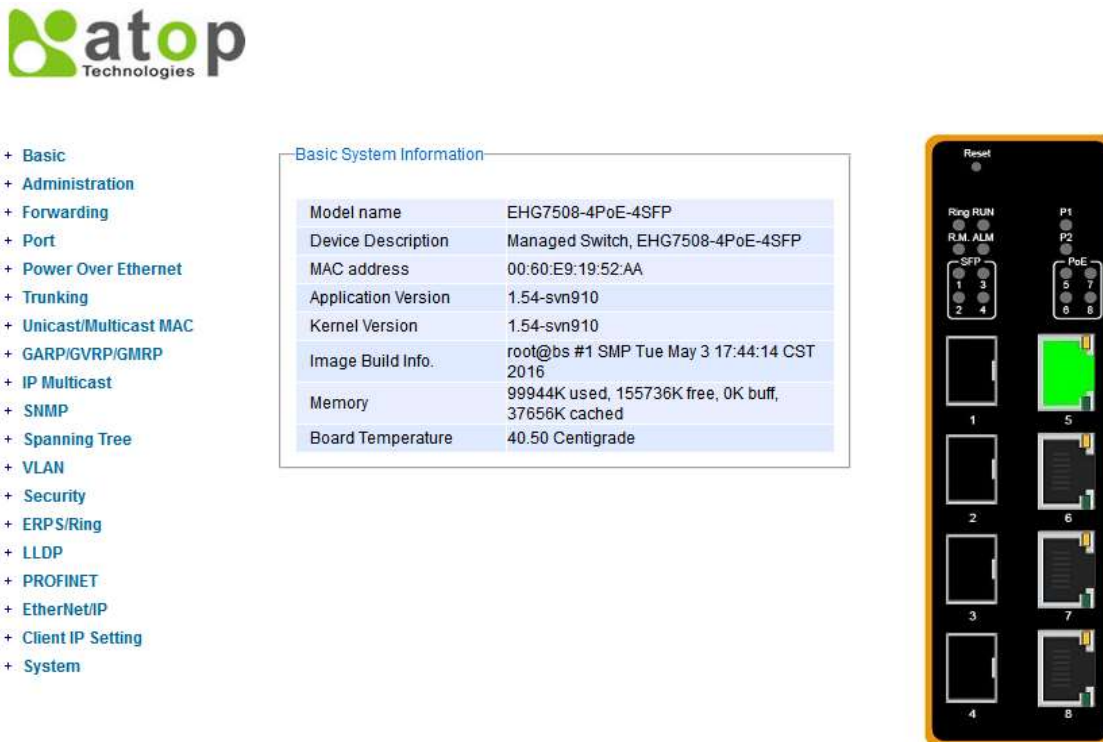 atop
Technologies
+ Basic
+ Administration
+ Forwarding
+ Port
+ Power Over Ethernet
+ Trunking
+ Unicast/Multicast MAC
+ GARP/GVRP/GMRP
+ IP Multicast
+ SNMP
+ Spanning Tree
+ VLAN
+ Security
+ ERPS/Ring
+ LLDP
+ PROFINET
+ EtherNet/IP
+ Client IP Setting
+ System
Basic System Information
Model name EHG7508-4PoE-4SFP
Device Description Managed Switch, EHG7508-4PoE-4SFP
MAC address 00:60:E9:19:52:AA
Application Version 1.54-svn910
Kernel Version 1.54-svn910
Image Build Info. root@bs #1 SMP Tue May 3 17:44:14 CST
2016
Memory 99944K used, 155736K free, 0K buff,
37656K cached
Board Temperature 40.50 Centigrade
Reset
Ring RUN P1
R.M. ALM P2
SFP PoE
1 3 5 7
2 4 6 8
1 5
2 6
3 7
4 8